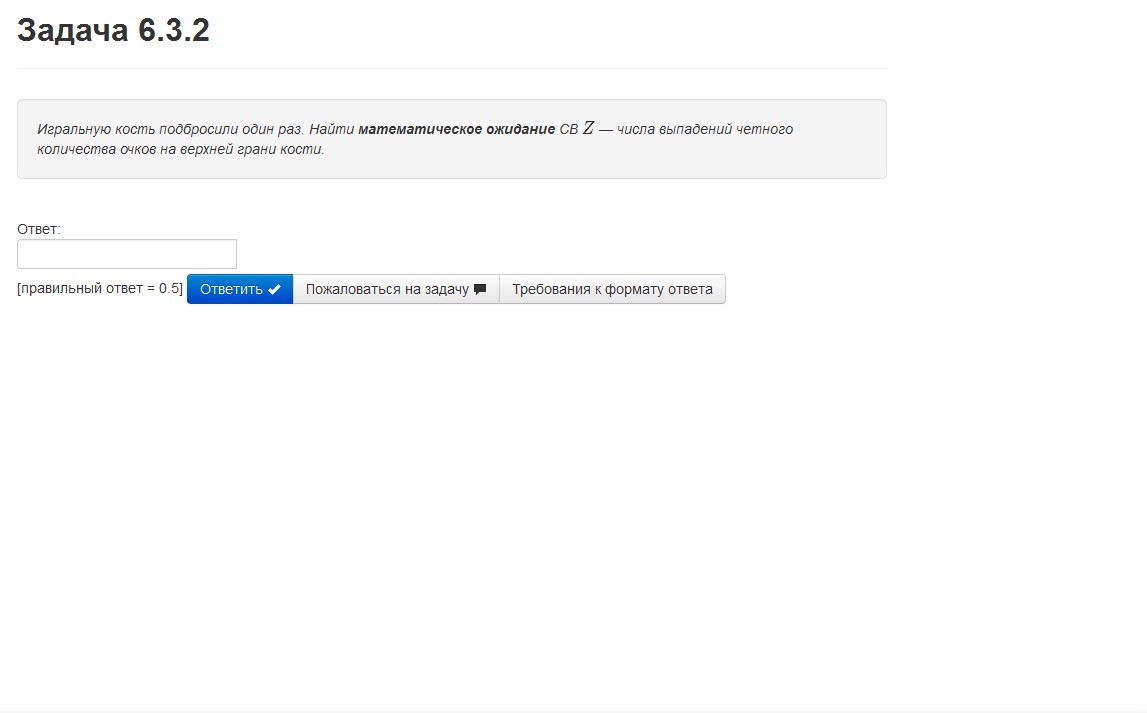 Задача 6.3.2
Игральную кость подбросили один раз. Найти математическое ожидание СВ Z — числа выпадений четного
количества очков на верхней грани кости.
Ответ:
[правильный ответ = 0.5] Ответить Пожаловаться на задачу Требования к формату ответа